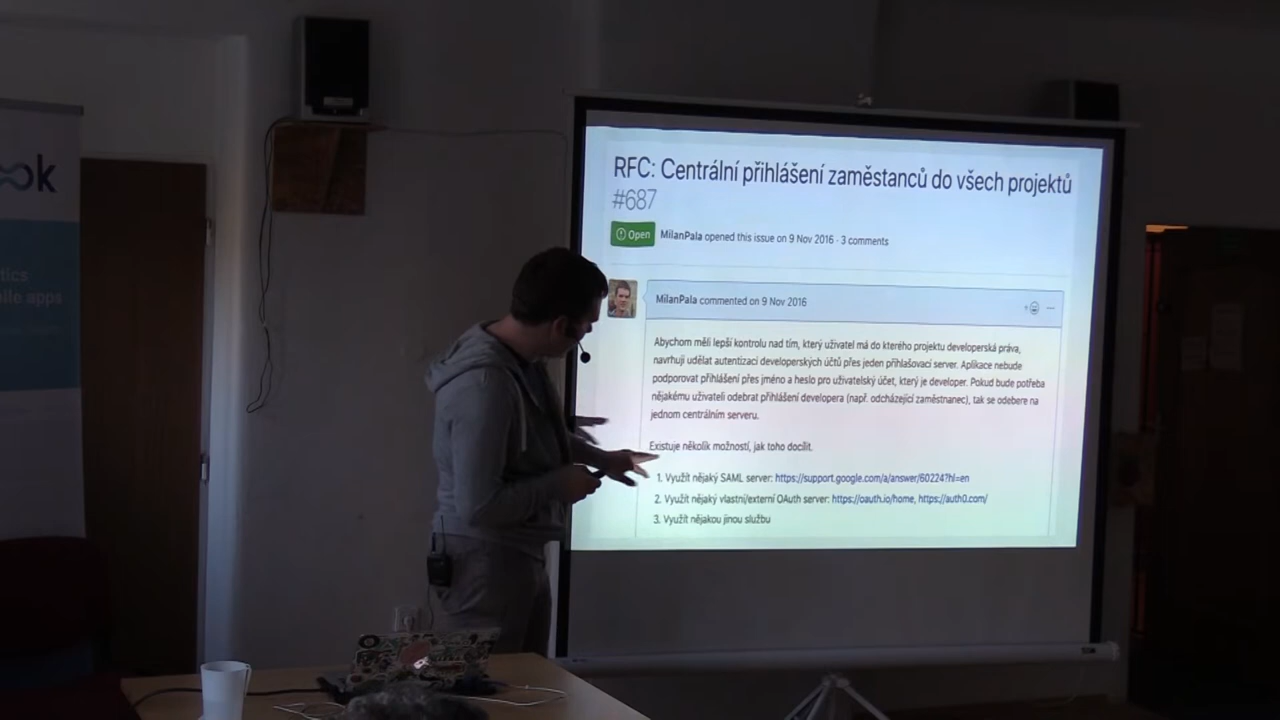 ok
tics
ile apps
RFC: Centrální přihlášení zaměstanců do všech projektů
#687
Open MilanPala opened this issue on 9 Nov 2016 · 3 comments
MilanPala commented on 9 Nov 2016
Abychom měli lepší kontrolu nad tím, který uživatel má do kterého projektu developerská práva,
navrhuji udělat autentizaci developerských účtů přes jeden přihlašovací server. Aplikace nebude
podporovat přihlášení přes jméno a heslo pro uživatelský účet, který je developer. Pokud bude potřeba
nějakému uživateli odebrat přihlášení developera (např. odcházející zaměstnanec), tak se odebere na
jednom centrálním serveru.
Existuje několik možností, jak toho docílit.
1. Využít nějaký SAML server: https://support.google.com/a/answer/60224?hl=en
2. Využít nějaký vlastní/externí OAuth server: https://oauth.io/home, https://auth0.com/
3. Využít nějakou jinou službu